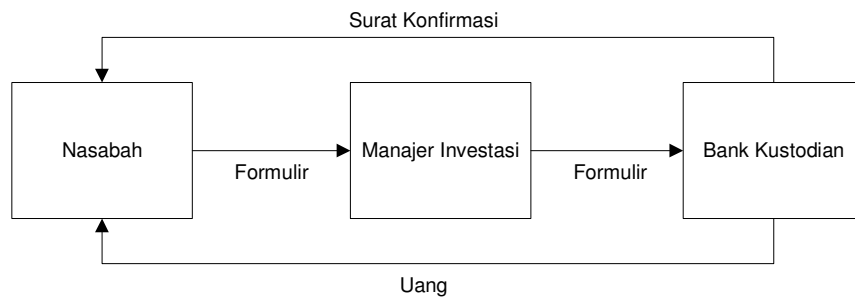 Surat Konfirmasi
Nasabah
Manajer Investasi
Bank Kustodian
Formulir
Formulir
Uang